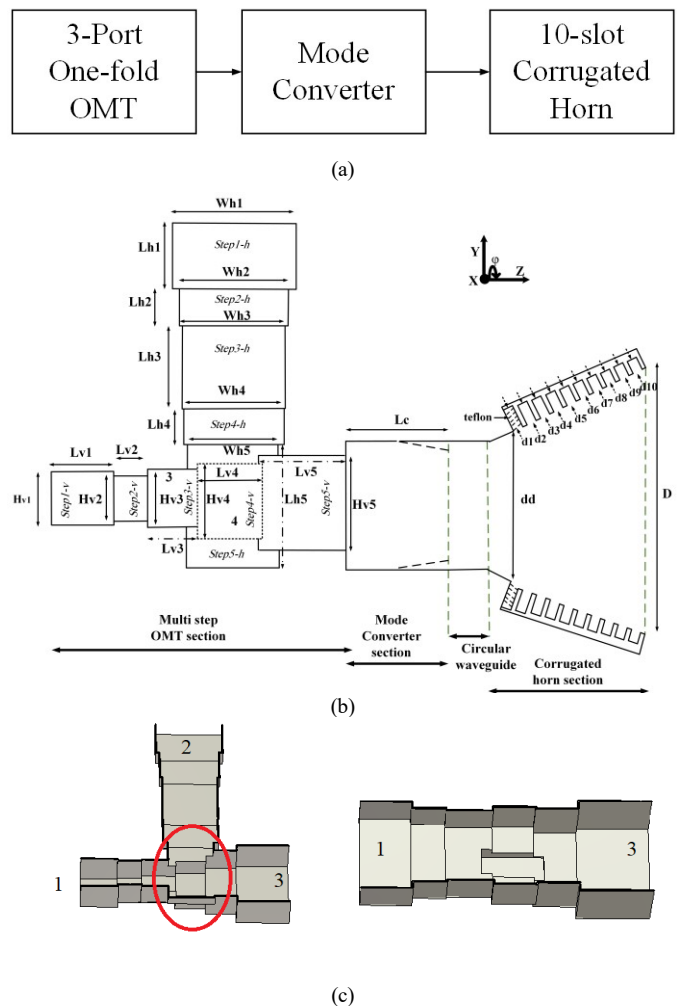 3-Port
One-fold
OMT
Mode
Converter
10-slot
Corrugated
Horn
(a)
Wh1
Lh1
Step1-h
Wh2
Lh2
Step2-h
Wh3
Lh3
Step3-h
Wh4
Lh4
Step4-h
Wh5
Y
φ
X
Z
Lv1
Lv2
Hv1
Step1-v
Hv2
Step2-v
3
Hv3
Step3-v
Lv3
Lv4
Hv4
4
Step4-v
Lv5
Lh5
Step5-v
Hv5
Step5-h
Lc
teflon
d1
d2
d3
d4
d5
d6
d7
d8
d9
d10
dd
D
Multi step
OMT section
Mode
Converter
section
Circular
waveguide
Corrugated
horn section
(b)
2
1
3
1
3
(c)